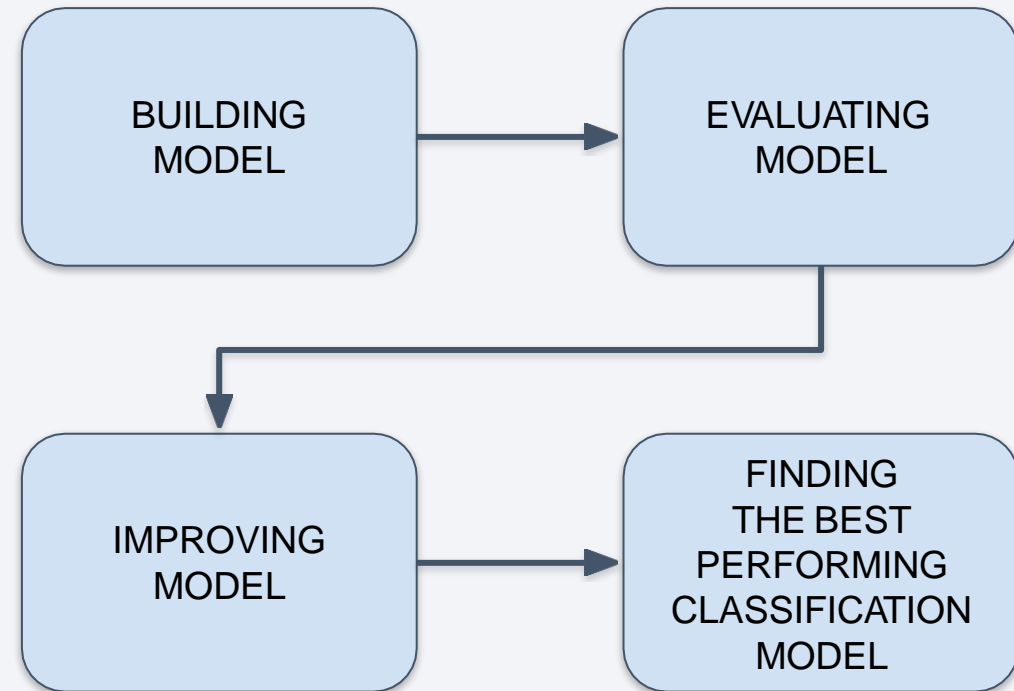 BUILDING
MODEL
EVALUATING
MODEL
IMPROVING
MODEL
FINDING
THE BEST
PERFORMING
CLASSIFICATION
MODEL